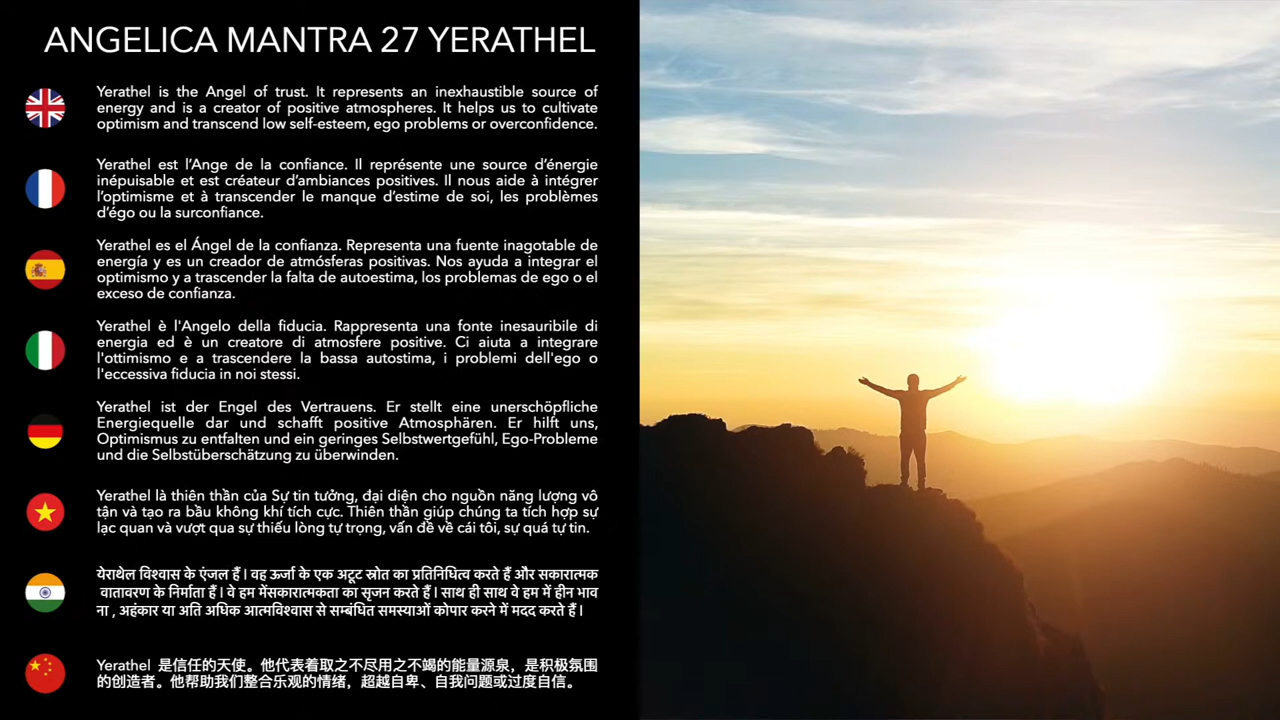 ANGELICA MANTRA 27 YERATHEL
Yerathel is the Angel of trust. It represents an inexhaustible source of
energy and is a creator of positive atmospheres. It helps us to cultivate
optimism and transcend low self-esteem, ego problems or overconfidence.
Yerathel est l’Ange de la confiance. Il représente une source d’énergie
inépuisable et est créateur d’ambiances positives. Il nous aide à intégrer
l’optimisme et à transcender le manque d’estime de soi, les problèmes
d’égo ou la surconfiance.
Yerathel es el Ángel de la confianza. Representa una fuente inagotable de
energía y es un creador de atmósferas positivas. Nos ayuda a integrar el
optimismo y a trascender la falta de autoestima, los problemas de ego o el
exceso de confianza.
Yerathel è l'Angelo della fiducia. Rappresenta una fonte inesauribile di
energia ed è un creatore di atmosfere positive. Ci aiuta a integrare
l'ottimismo e a trascendere la bassa autostima, i problemi dell'ego o
l'eccessiva fiducia in noi stessi.
Yerathel ist der Engel des Vertrauens. Er stellt eine unerschöpfliche
Energiequelle dar und schafft positive Atmosphären. Er hilft uns,
Optimismus zu entfalten und ein geringes Selbstwertgefühl, Ego-Probleme
und die Selbstüberschätzung zu überwinden.
Yerathel là thiên thần của Sự tin tưởng, đại diện cho nguồn năng lượng vô
tận và tạo ra bầu không khí tích cực. Thiên thần giúp chúng ta tích hợp sự
lạc quan và vượt qua sự thiếu lòng tự trọng, vấn đề về cái tôi, sự quá tự tin.
येराथेल विश्वास के एंजल हैं। वह ऊर्जा के एक अटूट स्रोत का प्रतिनिधित्व करते हैं और सकारात्मक
वातावरण के निर्माता हैं। वे हम मेंसकारात्मकता का सृजन करते हैं। साथ ही साथ वे हम में हीन भाव
ना , अहंकार या अति अधिक आत्मविश्वास से सम्बंधित समस्याओं कोपार करने में मदद करते हैं।
Yerathel 是信任的天使。他代表着取之不尽用之不竭的能量源泉，是积极氛围
的创造者。他帮助我们整合乐观的情绪，超越自卑、自我问题或过度自信。